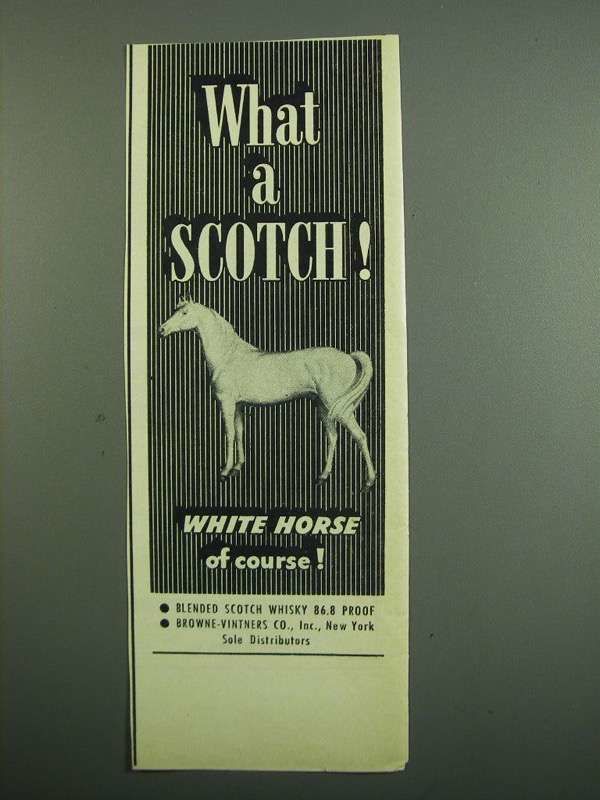 What
a
SCOTCH!
WHITE HORSE
of course!
● BLENDED SCOTCH WHISKY 86.8 PROOF
● BROWNE-VINTNERS CO., Inc., New York
Sole Distributors